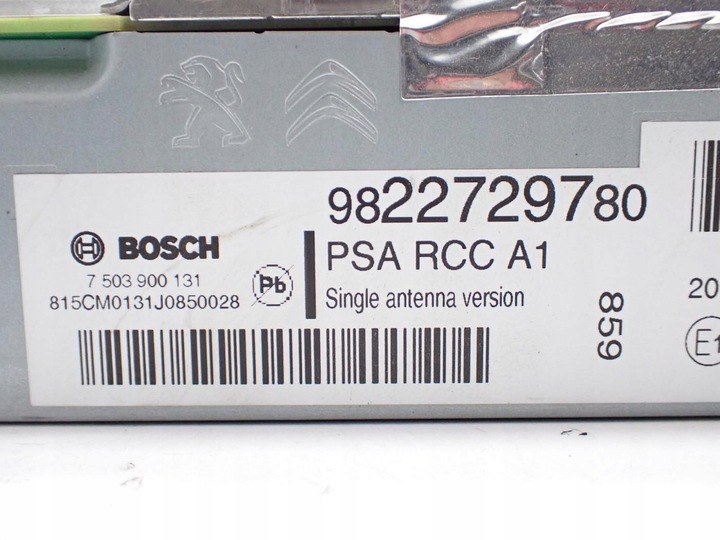 9822729780
BOSCH
PSA RCC A1
7 503 900 131
Pb
815CM0131J0850028
Single antenna version
859
20
E1